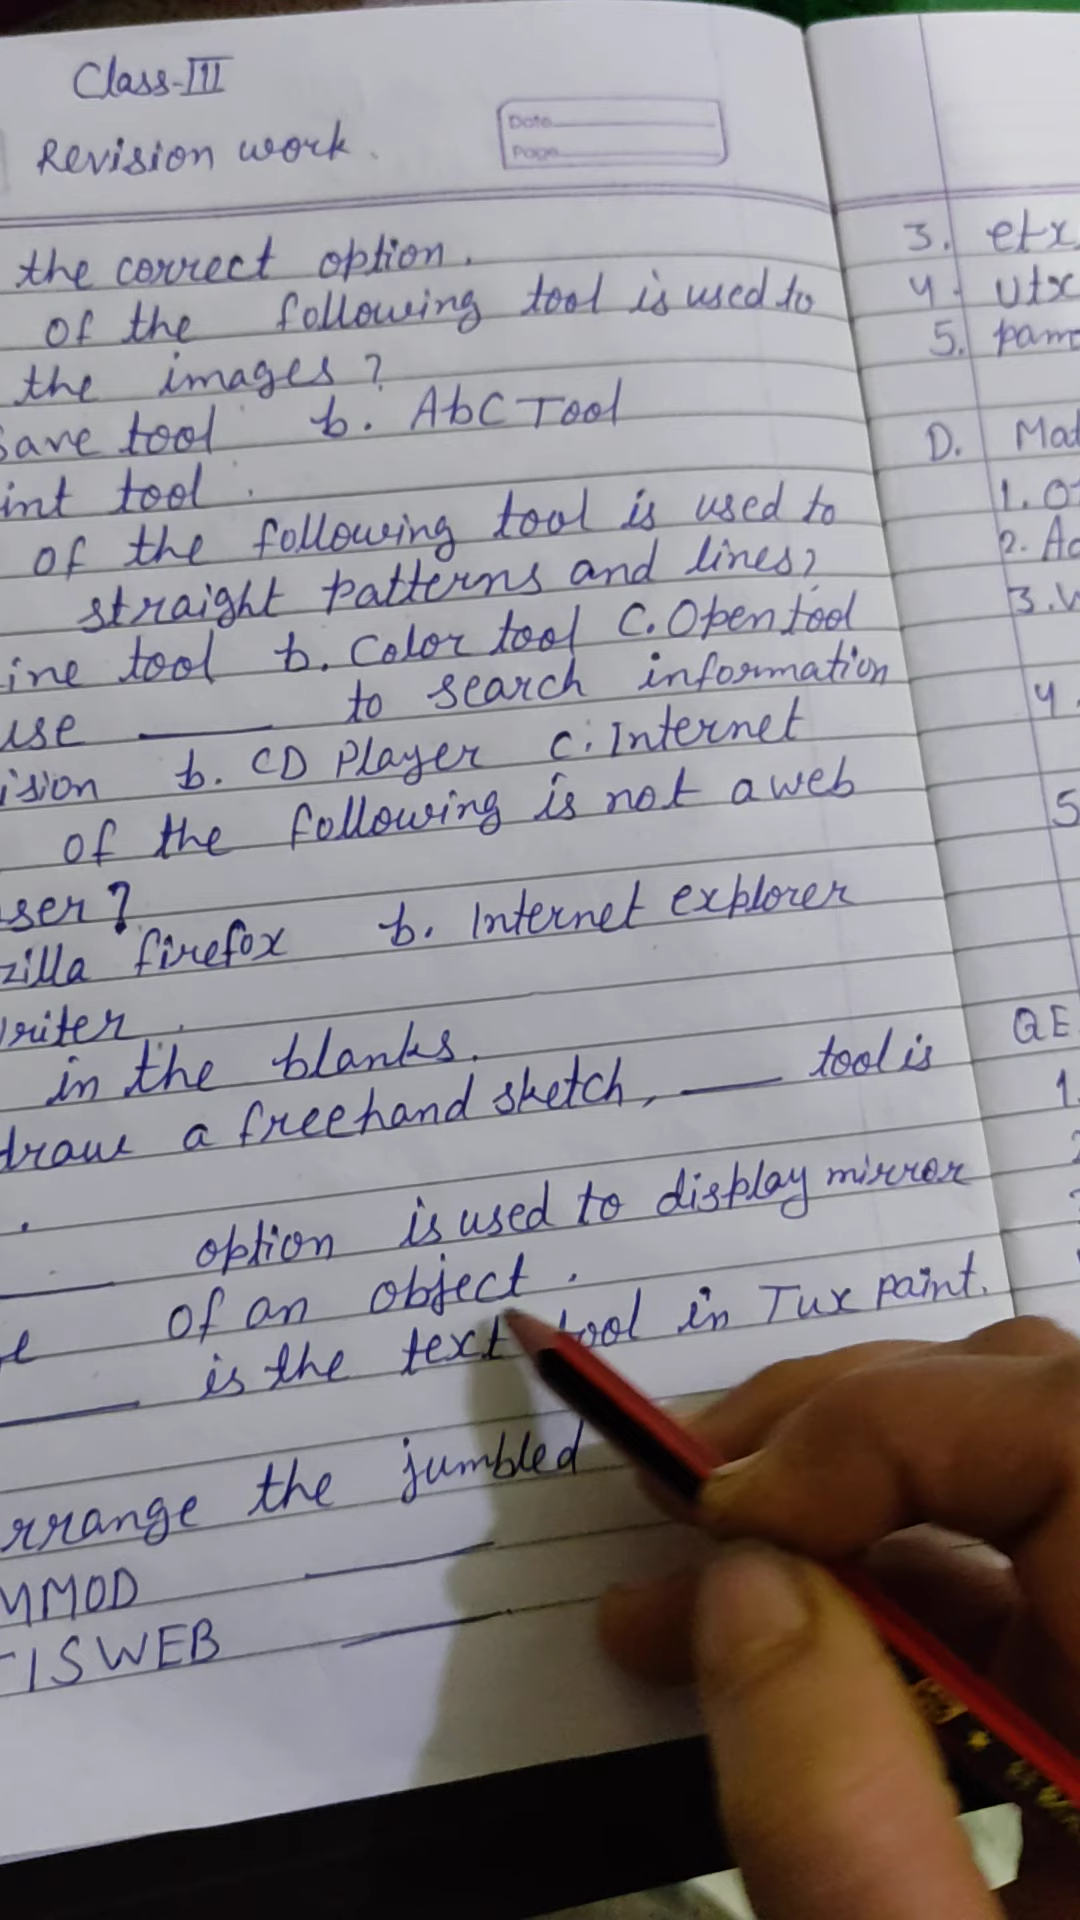 Class-III
Revision work.
Date
Page
the correct option.
of the following tool is used to
the images?
Save tool b. AbC Tool
int tool.
of the following tool is used to
straight patterns and lines?
ine tool b. Color tool C. Open tool
use ____ to search information
ision b. CD Player c. Internet
of the following is not a web
ser?
zilla firefox b. Internet explorer
riter.
in the blanks.
draw a freehand sketch, ____ tool is
.
____ option is used to display mirror
of an object.
____ is the text tool in Tux paint.
rrange the jumbled
MMOD ____
ISWEB ____
3. etx
4. utx
5. pam
D. Mat
1. O
2. Ad
3. W
4.
5
QE
1.